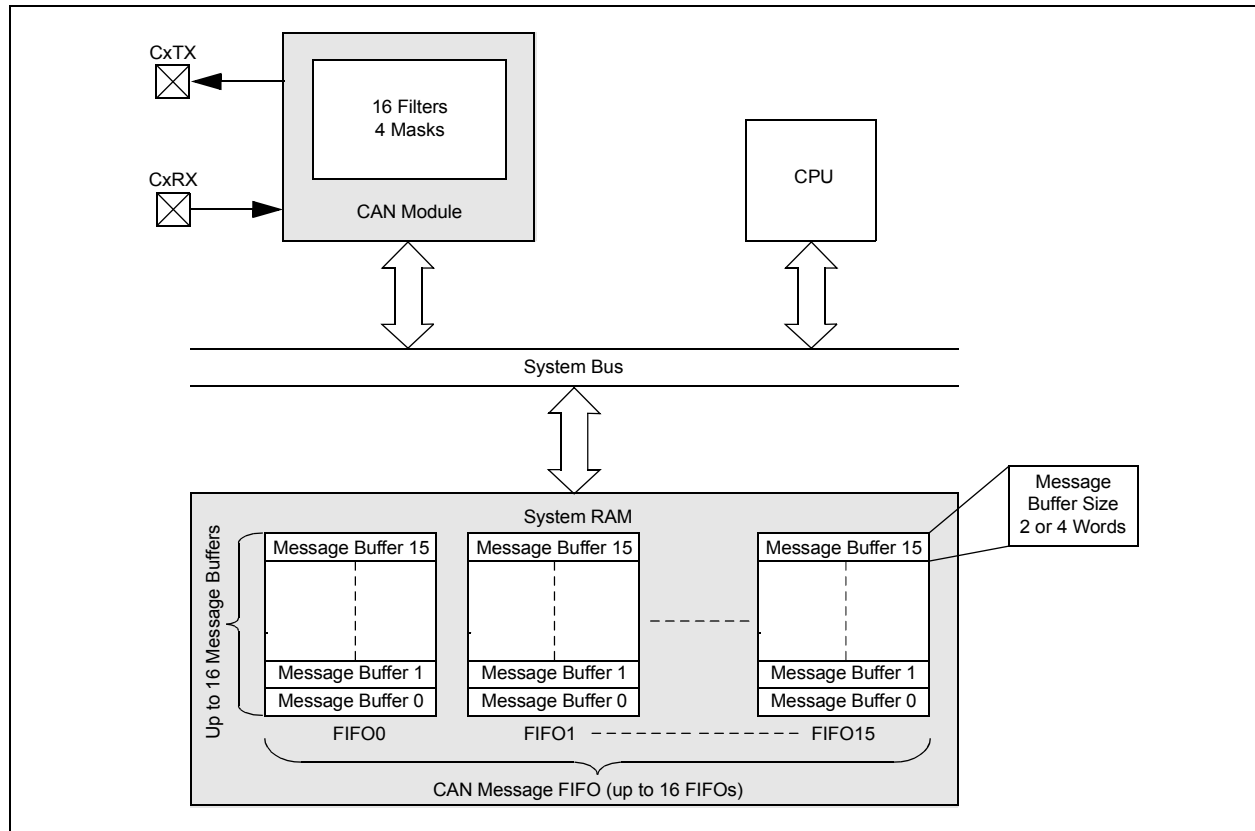 CxTX
16 Filters
4 Masks
CxRX
CAN Module
CPU
System Bus
Message
Buffer Size
2 or 4 Words
System RAM
Up to 16 Message Buffers
Message Buffer 15
Message Buffer 15
Message Buffer 15
Message Buffer 1
Message Buffer 1
Message Buffer 1
Message Buffer 0
Message Buffer 0
Message Buffer 0
FIFO0
FIFO1
FIFO15
CAN Message FIFO (up to 16 FIFOs)